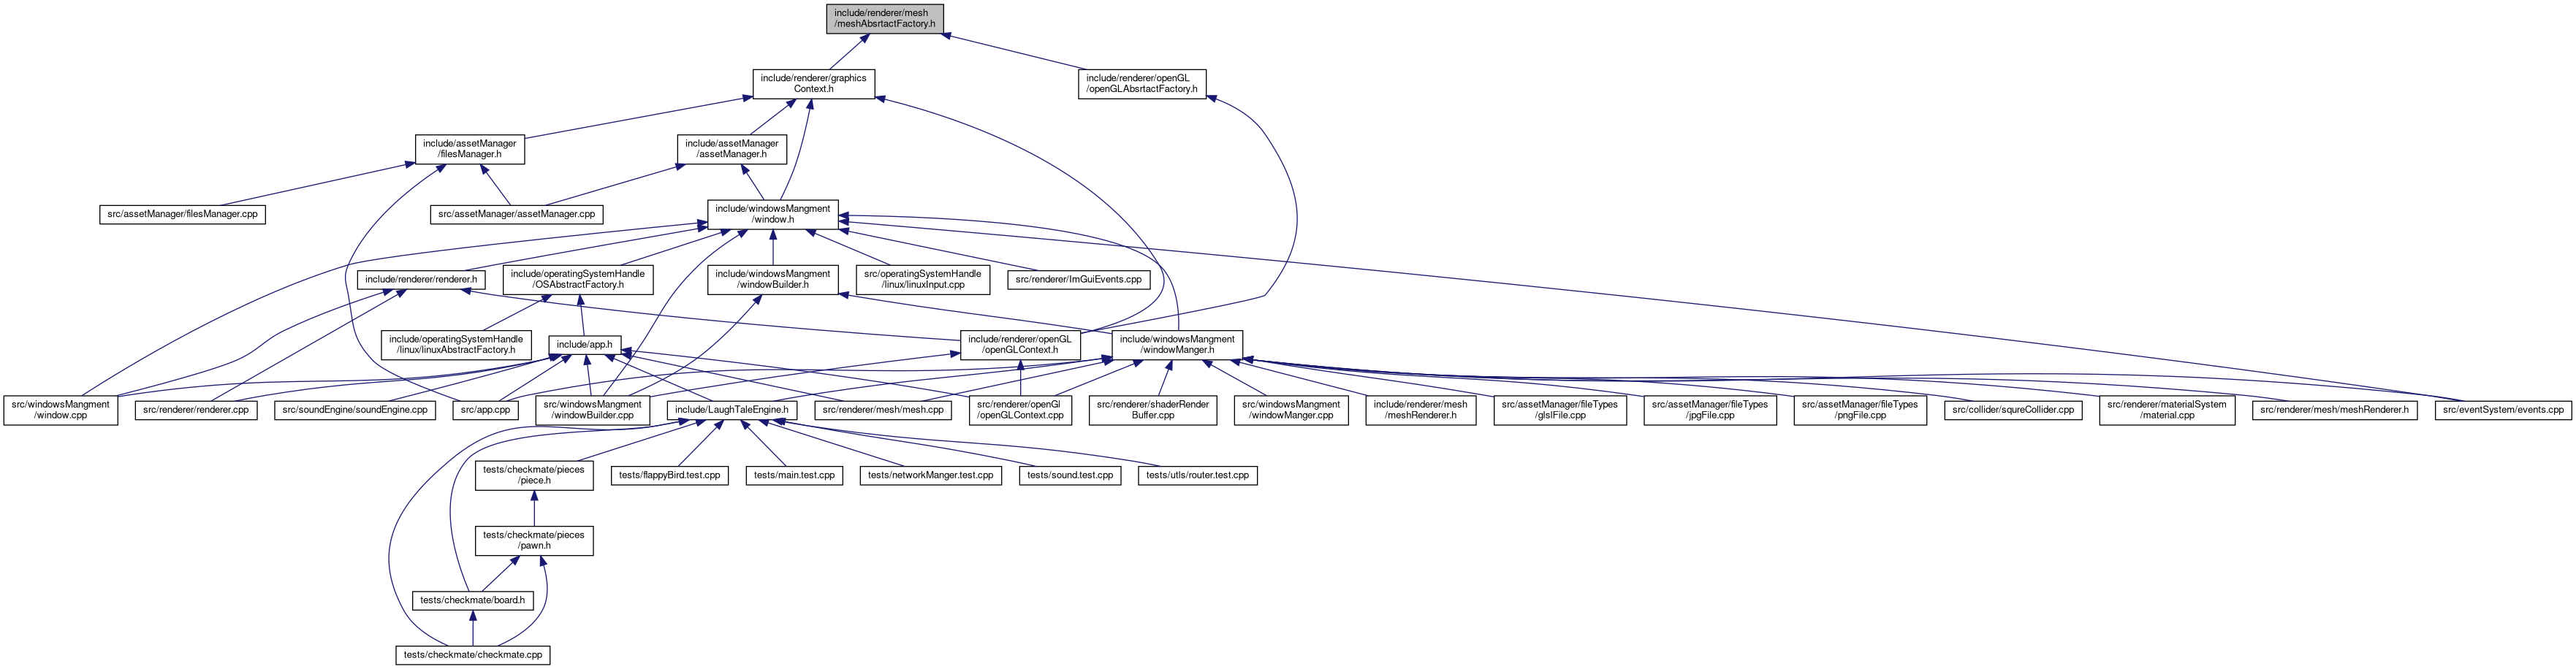 include/renderer/mesh
/meshAbsrtactFactory.h
include/renderer/graphics
Context.h
include/renderer/openGL
/openGLAbsrtactFactory.h
include/assetManager
/filesManager.h
include/assetManager
/assetManager.h
src/assetManager/filesManager.cpp
src/assetManager/assetManager.cpp
include/windowsMangment
/window.h
include/renderer/renderer.h
include/operatingSystemHandle
/OSAbstractFactory.h
include/windowsMangment
/windowBuilder.h
src/operatingSystemHandle
/linux/linuxInput.cpp
src/renderer/ImGuiEvents.cpp
include/operatingSystemHandle
/linux/linuxAbstractFactory.h
include/app.h
include/renderer/openGL
/openGLContext.h
include/windowsMangment
/windowManger.h
src/windowsMangment
/window.cpp
src/renderer/renderer.cpp
src/soundEngine/soundEngine.cpp
src/app.cpp
src/windowsMangment
/windowBuilder.cpp
include/LaughTaleEngine.h
src/renderer/mesh/mesh.cpp
src/renderer/openGl
/openGLContext.cpp
src/renderer/shaderRender
Buffer.cpp
src/windowsMangment
/windowManger.cpp
include/renderer/mesh
/meshRenderer.h
src/assetManager/fileTypes
/glslFile.cpp
src/assetManager/fileTypes
/jpgFile.cpp
src/assetManager/fileTypes
/pngFile.cpp
src/collider/squreCollider.cpp
src/renderer/materialSystem
/material.cpp
src/renderer/mesh/meshRenderer.h
src/eventSystem/events.cpp
tests/checkmate/pieces
/piece.h
tests/flappyBird.test.cpp
tests/main.test.cpp
tests/networkManger.test.cpp
tests/sound.test.cpp
tests/utls/router.test.cpp
tests/checkmate/pieces
/pawn.h
tests/checkmate/board.h
tests/checkmate/checkmate.cpp